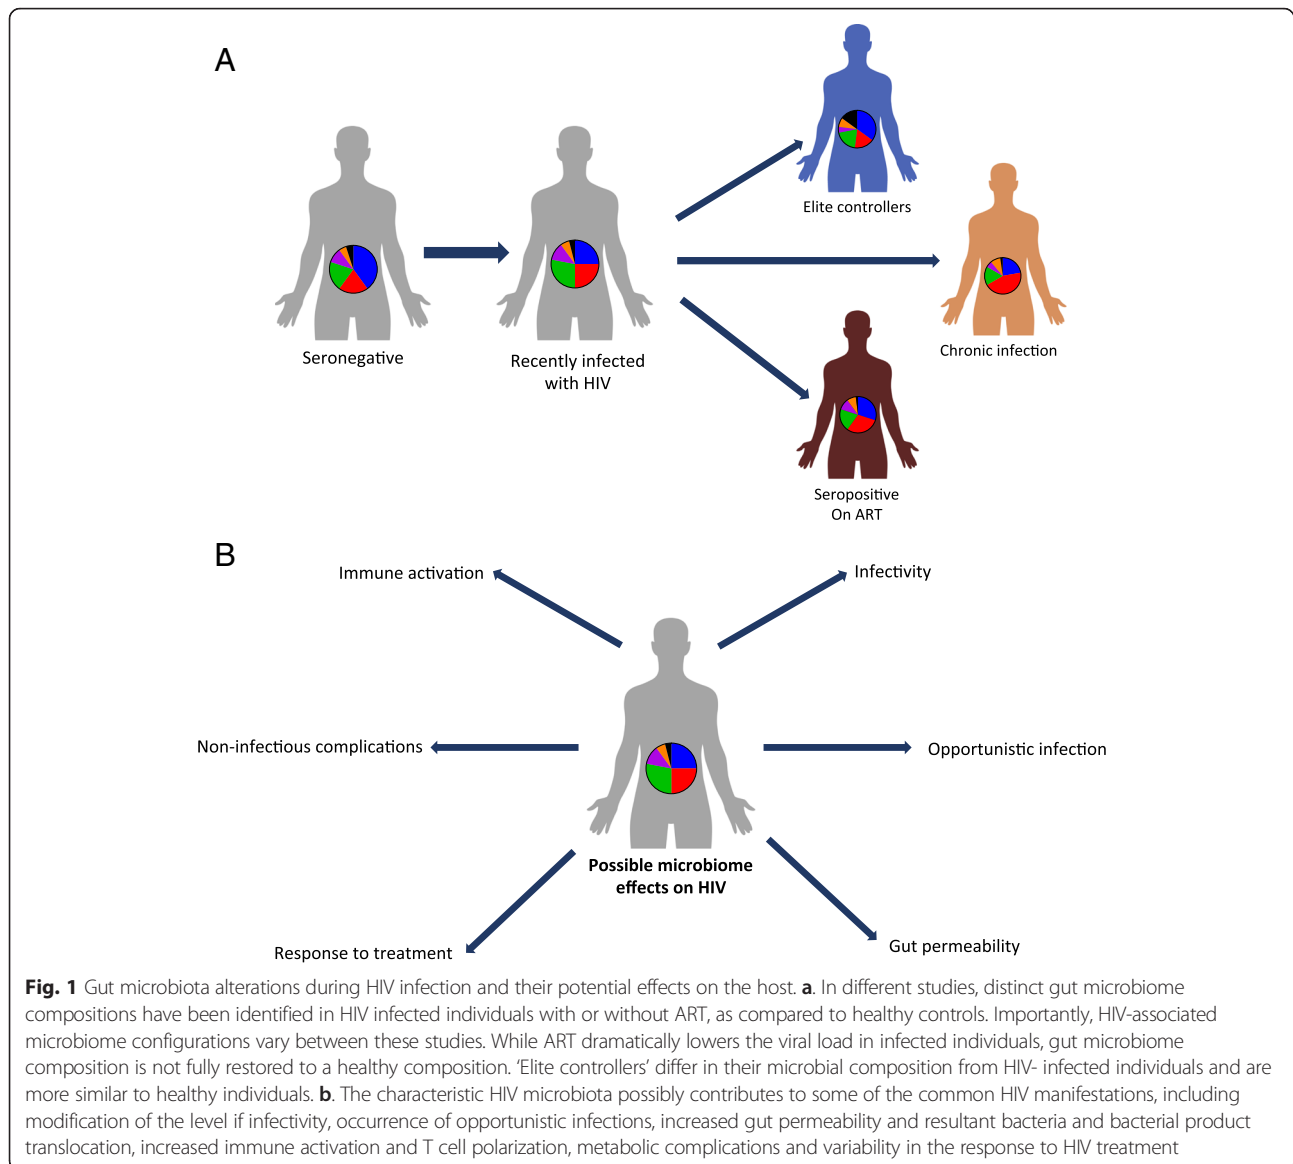 A
Elite controllers
Seronegative
Recently infected
with HIV
Chronic infection
Seropositive
On ART
B
Immune activation
Infectivity
Non-infectious complications
Opportunistic infection
Possible microbiome
effects on HIV
Response to treatment
Gut permeability
Fig. 1 Gut microbiota alterations during HIV infection and their potential effects on the host. a. In different studies, distinct gut microbiome
compositions have been identified in HIV infected individuals with or without ART, as compared to healthy controls. Importantly, HIV-associated
microbiome configurations vary between these studies. While ART dramatically lowers the viral load in infected individuals, gut microbiome
composition is not fully restored to a healthy composition. ‘Elite controllers’ differ in their microbial composition from HIV- infected individuals and are
more similar to healthy individuals. b. The characteristic HIV microbiota possibly contributes to some of the common HIV manifestations, including
modification of the level if infectivity, occurrence of opportunistic infections, increased gut permeability and resultant bacteria and bacterial product
translocation, increased immune activation and T cell polarization, metabolic complications and variability in the response to HIV treatment